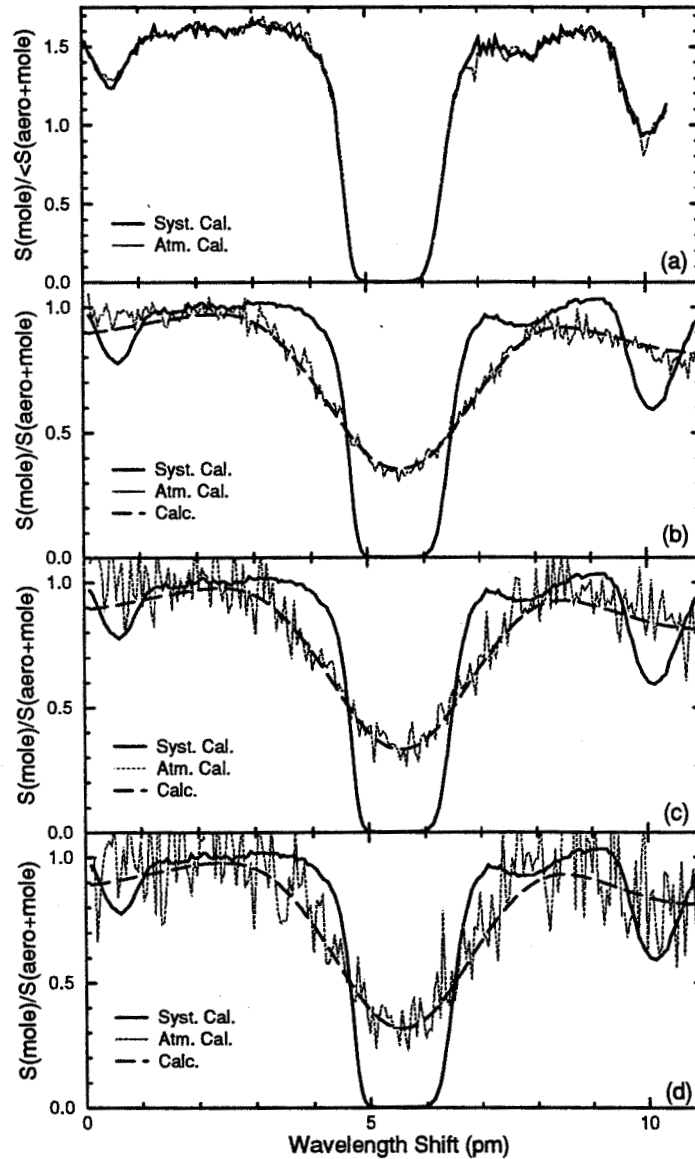 S(mole)/<S(aero+mole)
1.5
1.0
0.5
0.0
Syst. Cal.
Atm. Cal.
(a)
S(mole)/S(aero+mole)
1.0
0.5
0.0
Syst. Cal.
Atm. Cal.
Calc.
(b)
S(mole)/S(aero+mole)
1.0
0.5
0.0
Syst. Cal.
Atm. Cal.
Calc.
(c)
S(mole)/S(aero+mole)
1.0
0.5
0.0
Syst. Cal.
Atm. Cal.
Calc.
(d)
0 5 10
Wavelength Shift (pm)